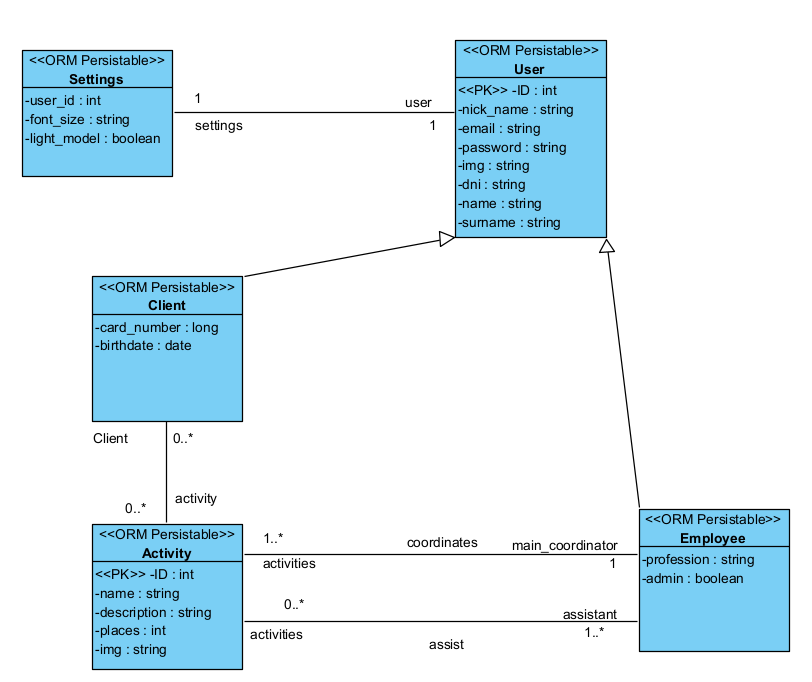 <<ORM Persistable>>
Settings
-user_id : int
-font_size : string
-light_model : boolean
1
settings
user
1
<<ORM Persistable>>
User
<<PK>> -ID : int
-nick_name : string
-email : string
-password : string
-img : string
-dni : string
-name : string
-surname : string
<<ORM Persistable>>
Client
-card_number : long
-birthdate : date
Client
0..*
0..*
activity
<<ORM Persistable>>
Activity
<<PK>> -ID : int
-name : string
-description : string
-places : int
-img : string
1..*
activities
coordinates
main_coordinator
1
0..*
activities
assist
assistant
1..*
<<ORM Persistable>>
Employee
-profession : string
-admin : boolean